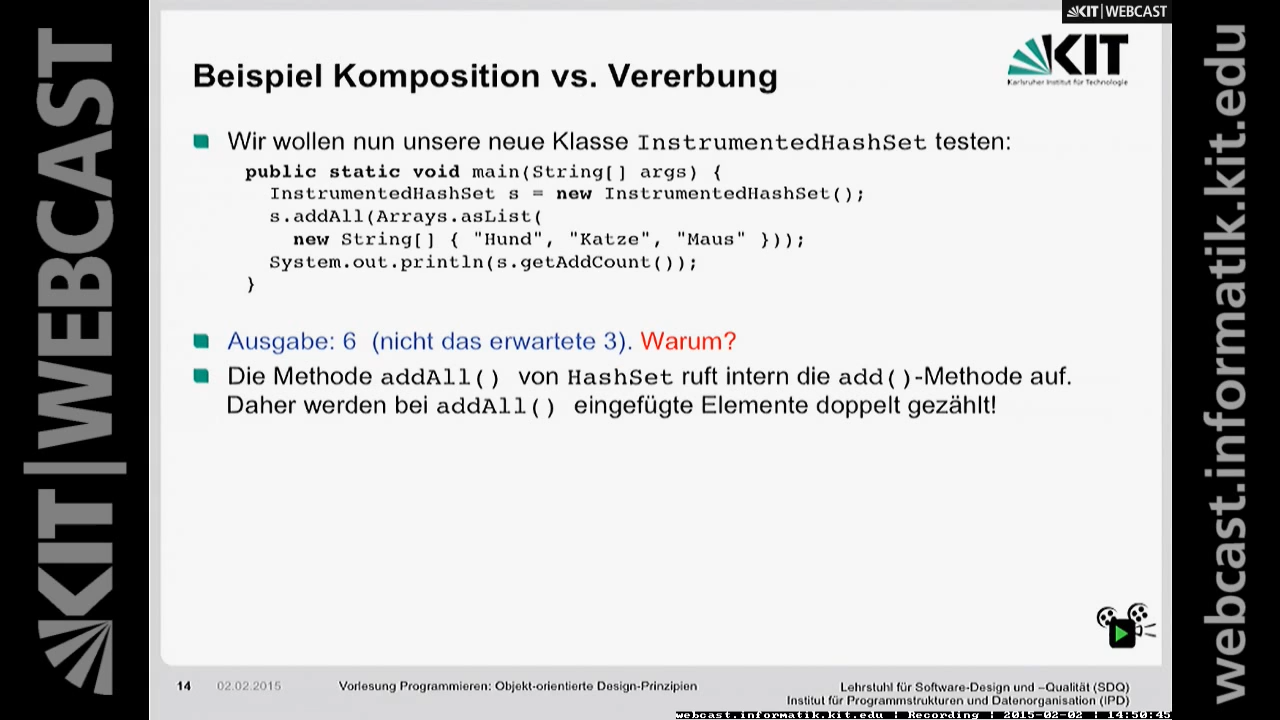 KIT|WEBCAST
KIT|WEBCAST
KIT
Karlsruher Institut für Technologie
Beispiel Komposition vs. Vererbung
Wir wollen nun unsere neue Klasse InstrumentedHashSet testen:
public static void main(String[] args) {
InstrumentedHashSet s = new InstrumentedHashSet();
s.addAll(Arrays.asList(
new String[] { "Hund", "Katze", "Maus" }));
System.out.println(s.getAddCount());
}
Ausgabe: 6 (nicht das erwartete 3). Warum?
Die Methode addAll() von HashSet ruft intern die add()-Methode auf.
Daher werden bei addAll() eingefügte Elemente doppelt gezählt!
14 02.02.2015 Vorlesung Programmieren: Objekt-orientierte Design-Prinzipien
Lehrstuhl für Software-Design und –Qualität (SDQ)
Institut für Programmstrukturen und Datenorganisation (IPD)
webcast.informatik.kit.edu | Recording | 2015-02-02 | 14:50:45
webcast.informatik.kit.edu